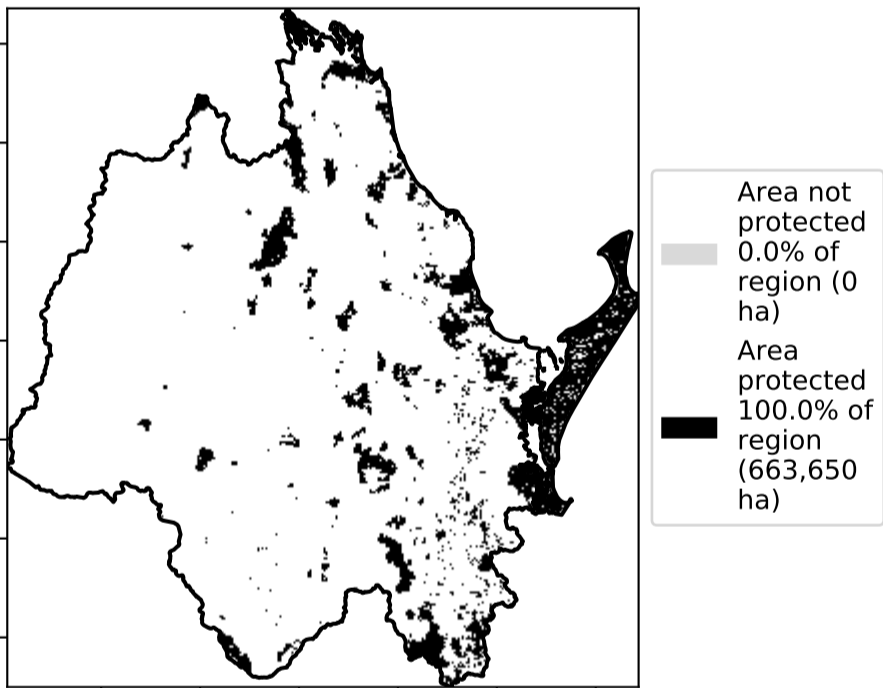 Area not
protected
0.0% of
region (0
ha)
Area
protected
100.0% of
region
(663,650
ha)